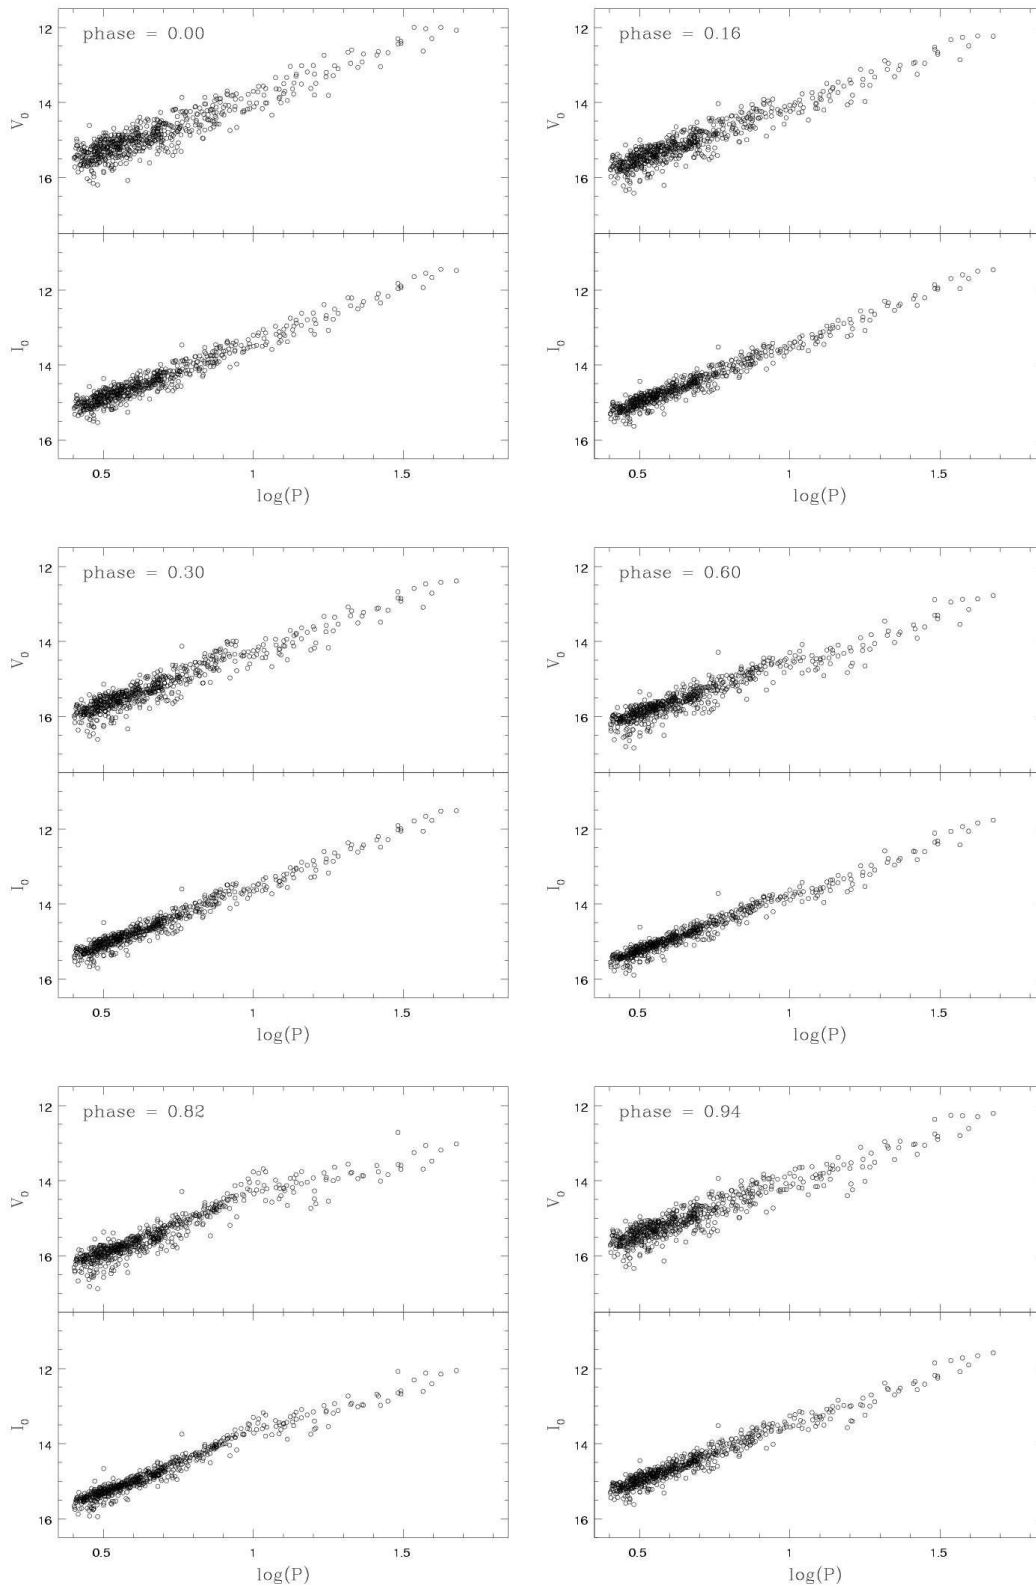 phase = 0.00
12
14
16
V0
12
14
16
I0
0.5 1 1.5
log(P)
phase = 0.16
12
14
16
V0
12
14
16
I0
0.5 1 1.5
log(P)
phase = 0.30
12
14
16
V0
12
14
16
I0
0.5 1 1.5
log(P)
phase = 0.60
12
14
16
V0
12
14
16
I0
0.5 1 1.5
log(P)
phase = 0.82
12
14
16
V0
12
14
16
I0
0.5 1 1.5
log(P)
phase = 0.94
12
14
16
V0
12
14
16
I0
0.5 1 1.5
log(P)